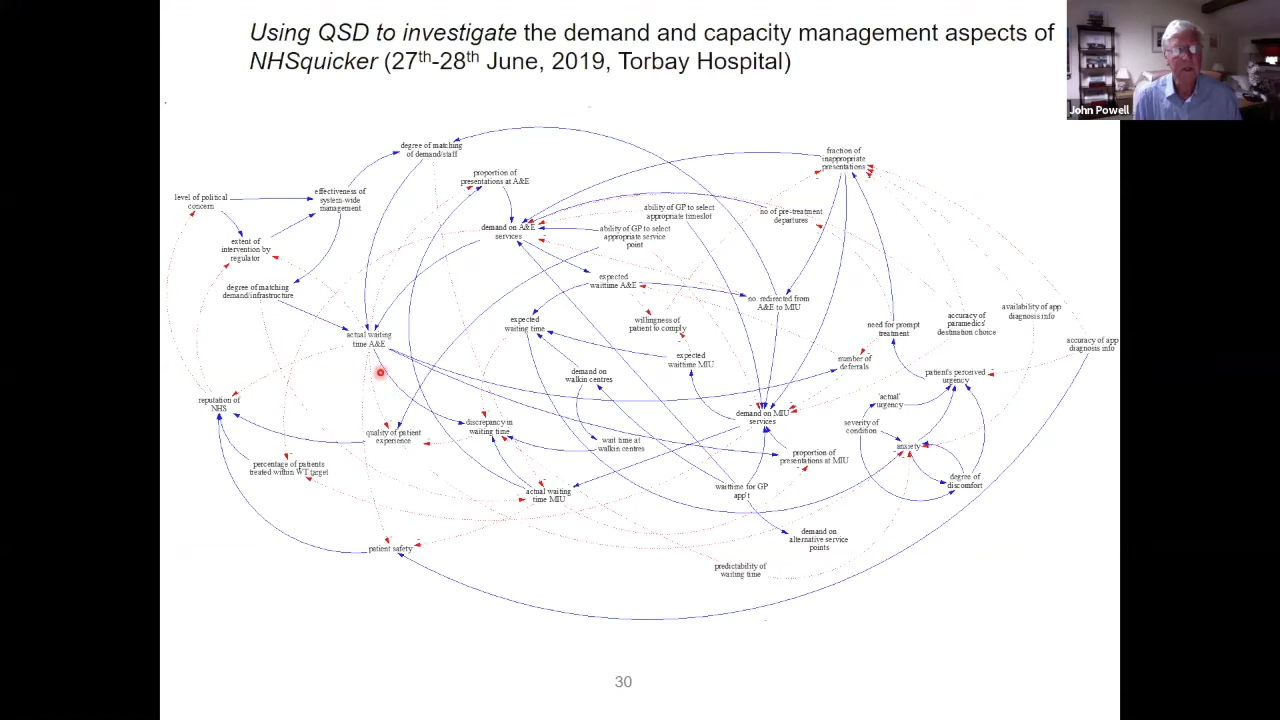 Using QSD to investigate the demand and capacity management aspects of
NHSquicker (27th-28th June, 2019, Torbay Hospital)
John Powell
degree of matching
of demand/staff
fraction of
inappropriate
presentations
proportion of
presentations at A&E
level of political
concern
effectiveness of
system-wide
management
ability of GP to select
appropriate timeslot
no of pre-treatment
departures
demand on A&E
services
ability of GP to select
appropriate service
point
extent of
intervention by
regulator
degree of matching
demand/infrastructure
expected
waittime A&E
no. redirected from
A&E to MIU
availability of app
diagnosis info
expected
waiting time
willingness of
patient to comply
need for prompt
treatment
accuracy of
paramedics'
destination choice
actual waiting
time A&E
accuracy of app
diagnosis info
expected
waittime MIU
number of
deferrals
demand on
walkin centres
patient's perceived
urgency
reputation of
NHS
'actual'
urgency
demand on MIU
services
severity of
condition
quality of patient
experience
discrepancy in
waiting time
wait time at
walkin centres
anxiety
proportion of
presentations at MIU
percentage of patients
treated within WT target
degree of
discomfort
actual waiting
time MIU
waittime for GP
app't
demand on
alternative service
points
patient safety
predictability of
waiting time
30